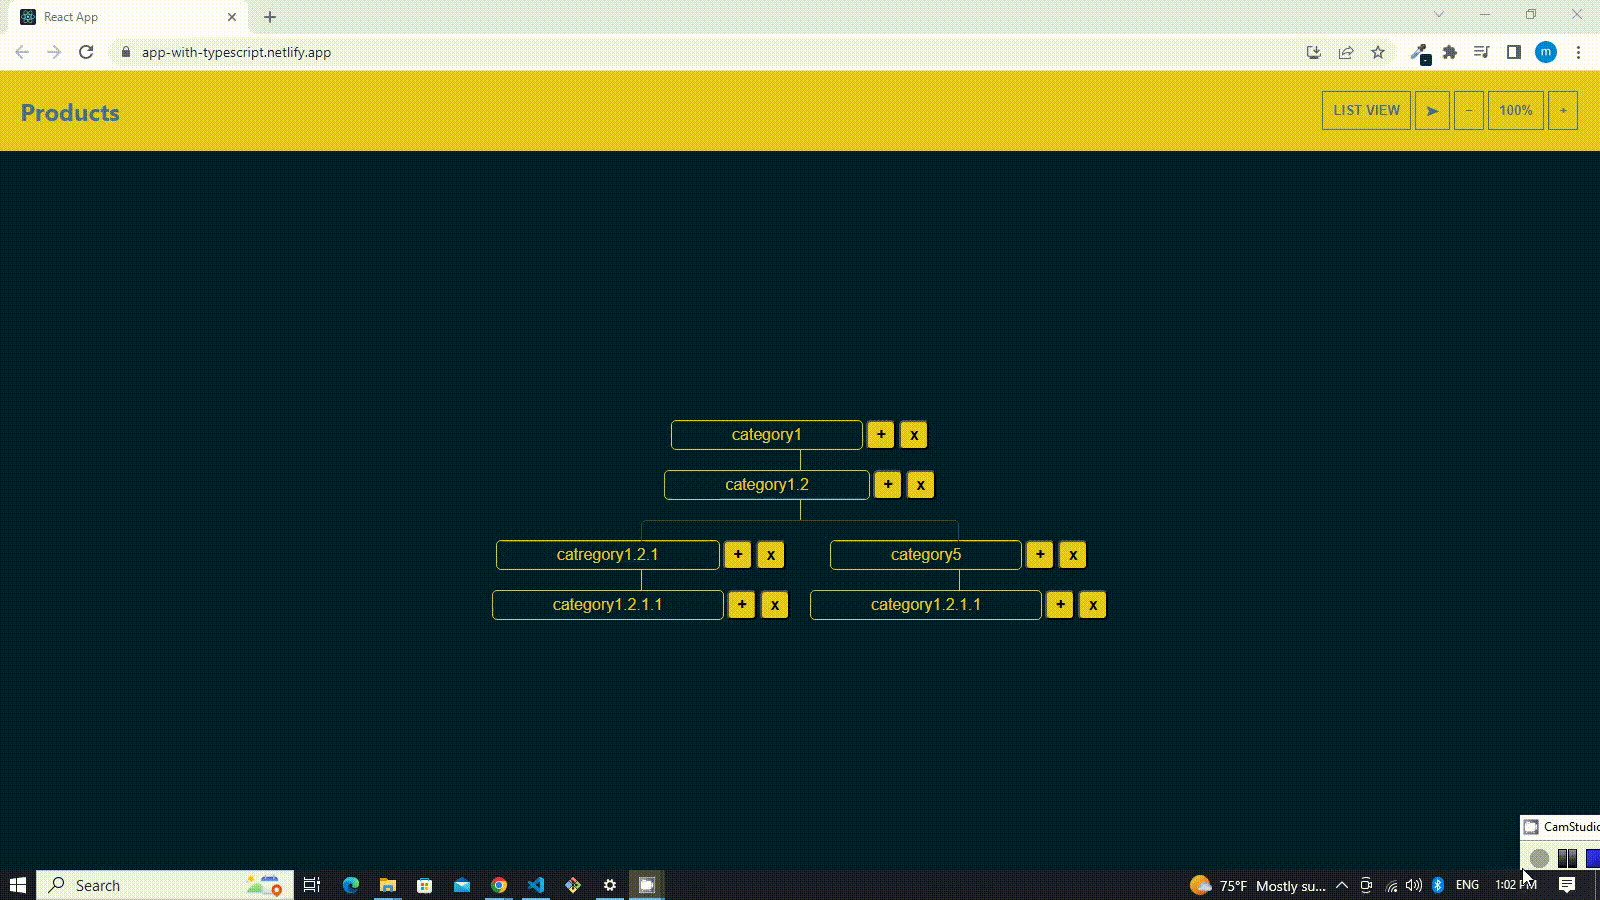 React App
app-with-typescript.netlify.app
m
Products
LIST VIEW
➤
−
100%
+
category1 + x
category1.2 + x
catregory1.2.1 + x category5 + x
category1.2.1.1 + x category1.2.1.1 + x
CamStudio
Search
75°F Mostly su...
ENG
1:02 PM